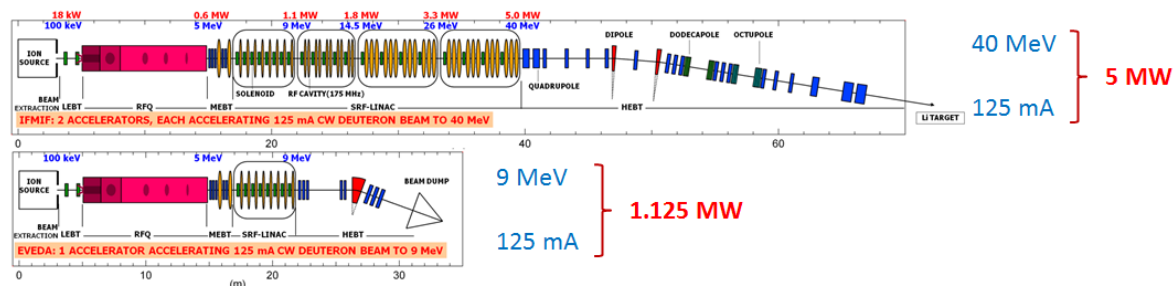 18 kW 0.6 MW 1.1 MW 1.8 MW 3.3 MW 5.0 MW
100 keV 5 MeV 9 MeV 14.5 MeV 26 MeV 40 MeV
DIPOLE DODECAPOLE OCTUPOLE
ION SOURCE
SOLENOID RF CAVITY(175 MHz) QUADRUPOLE
BEAM EXTRACTION LEBT RFQ MEBT SRF-LINAC HEBT
Li TARGET
IFMIF: 2 ACCELERATORS, EACH ACCELERATING 125 mA CW DEUTERON BEAM TO 40 MeV
0 20 40 60
40 MeV
5 MW
125 mA
100 keV 5 MeV 9 MeV
ION SOURCE
BEAM DUMP
BEAM EXTRACTION LEBT RFQ MEBT SRF-LINAC HEBT
EVEDA: 1 ACCELERATOR ACCELERATING 125 mA CW DEUTERON BEAM TO 9 MeV
0 10 20 30
(m)
9 MeV
1.125 MW
125 mA